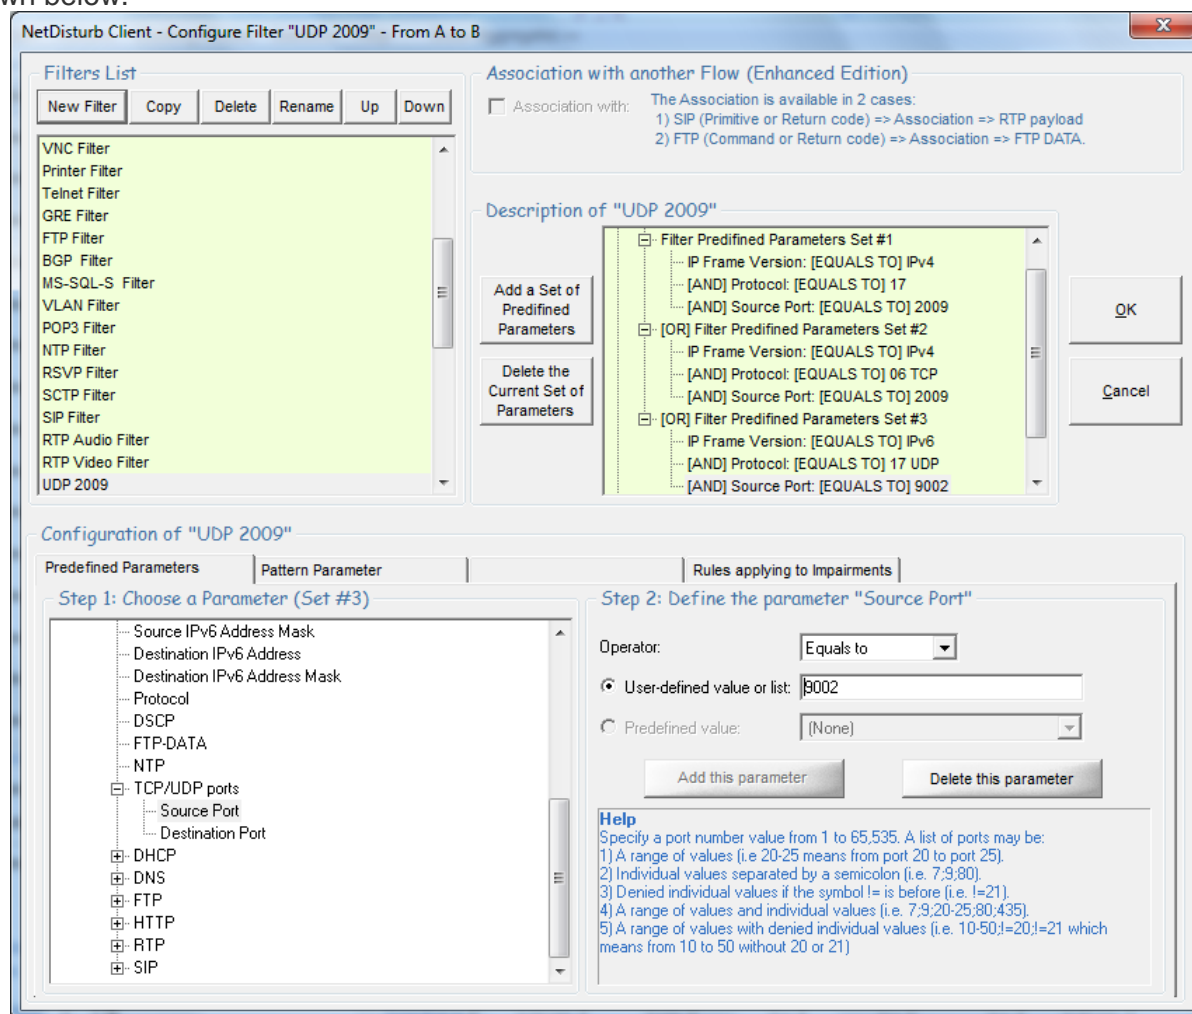 wn below:
NetDisturb Client - Configure Filter "UDP 2009" - From A to B
Filters List
New Filter Copy Delete Rename Up Down
VNC Filter
Printer Filter
Telnet Filter
GRE Filter
FTP Filter
BGP Filter
MS-SQL-S Filter
VLAN Filter
POP3 Filter
NTP Filter
RSVP Filter
SCTP Filter
SIP Filter
RTP Audio Filter
RTP Video Filter
UDP 2009
Association with another Flow (Enhanced Edition)
Association with:
The Association is available in 2 cases:
1) SIP (Primitive or Return code) => Association => RTP payload
2) FTP (Command or Return code) => Association => FTP DATA.
Description of "UDP 2009"
Add a Set of
Predifined
Parameters
Delete the
Current Set of
Parameters
Filter Predifined Parameters Set #1
IP Frame Version: [EQUALS TO] IPv4
[AND] Protocol: [EQUALS TO] 17
[AND] Source Port: [EQUALS TO] 2009
[OR] Filter Predifined Parameters Set #2
IP Frame Version: [EQUALS TO] IPv4
[AND] Protocol: [EQUALS TO] 06 TCP
[AND] Source Port: [EQUALS TO] 2009
[OR] Filter Predifined Parameters Set #3
IP Frame Version: [EQUALS TO] IPv6
[AND] Protocol: [EQUALS TO] 17 UDP
[AND] Source Port: [EQUALS TO] 9002
OK
Cancel
Configuration of "UDP 2009"
Predefined Parameters Pattern Parameter Rules applying to Impairments
Step 1: Choose a Parameter (Set #3)
Source IPv6 Address Mask
Destination IPv6 Address
Destination IPv6 Address Mask
Protocol
DSCP
FTP-DATA
NTP
TCP/UDP ports
Source Port
Destination Port
DHCP
DNS
FTP
HTTP
RTP
SIP
Step 2: Define the parameter "Source Port"
Operator: Equals to
User-defined value or list: 9002
Predefined value: (None)
Add this parameter Delete this parameter
Help
Specify a port number value from 1 to 65,535. A list of ports may be:
1) A range of values (i.e 20-25 means from port 20 to port 25).
2) Individual values separated by a semicolon (i.e. 7;9;80).
3) Denied individual values if the symbol != is before (i.e. !=21).
4) A range of values and individual values (i.e. 7;9;20-25;80;435).
5) A range of values with denied individual values (i.e. 10-50;!=20;!=21 which
means from 10 to 50 without 20 or 21)